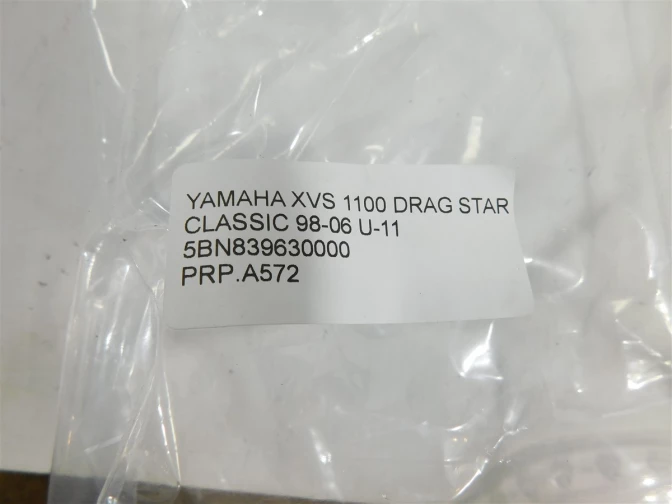 YAMAHA XVS 1100 DRAG STAR
CLASSIC 98-06 U-11
5BN839630000
PRP.A572